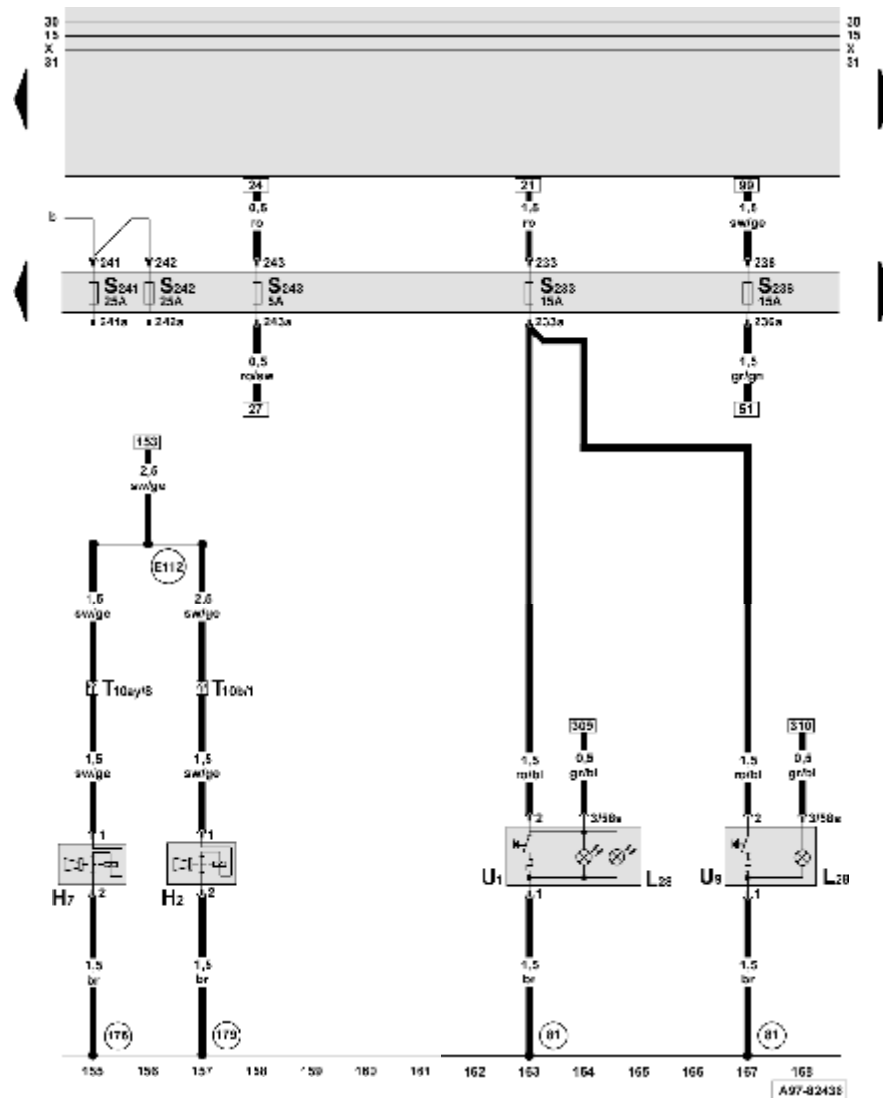 30 30
15 15
X X
31 31
24 21 99
0,5 1,5 1,5
ro ro sw/ge
b
241 242 243 233 236
S241 S242 S243 S233 S236
25A 25A 5A 15A 15A
241a 242a 243a 233a 236a
0,5 1,5
ro/sw gr/gn
27 51
153
2,5
sw/ge
E112
1,5 2,5
sw/ge sw/ge
T10ay/8 T10b/1
309 310
1,5 1,5 1,5 0,5 1,5 0,5
sw/ge sw/ge ro/bl gr/bl ro/bl gr/bl
1 1 2 3/58s 2 3/58s
H7 H2 U1 L28 U9 L28
2 2 1 1
1,5 1,5 1,5 1,5
br br br br
179 81 81
155 156 157 158 159 160 161 162 163 164 165 166 167 168
A97-82436